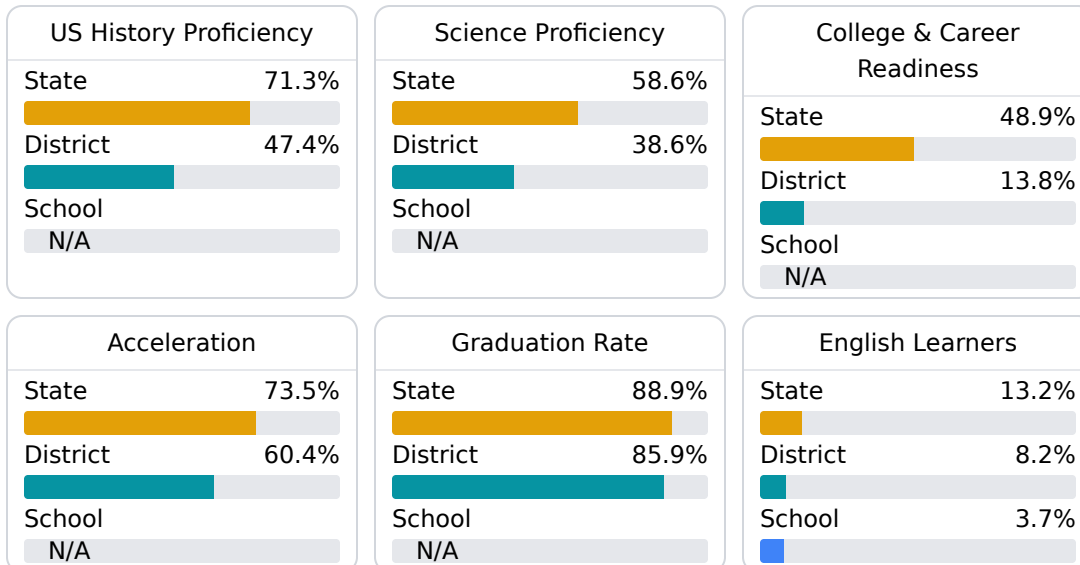 US History Proficiency
State 71.3%
District 47.4%
School
N/A
Science Proficiency
State 58.6%
District 38.6%
School
N/A
College & Career
Readiness
State 48.9%
District 13.8%
School
N/A
Acceleration
State 73.5%
District 60.4%
School
N/A
Graduation Rate
State 88.9%
District 85.9%
School
N/A
English Learners
State 13.2%
District 8.2%
School 3.7%